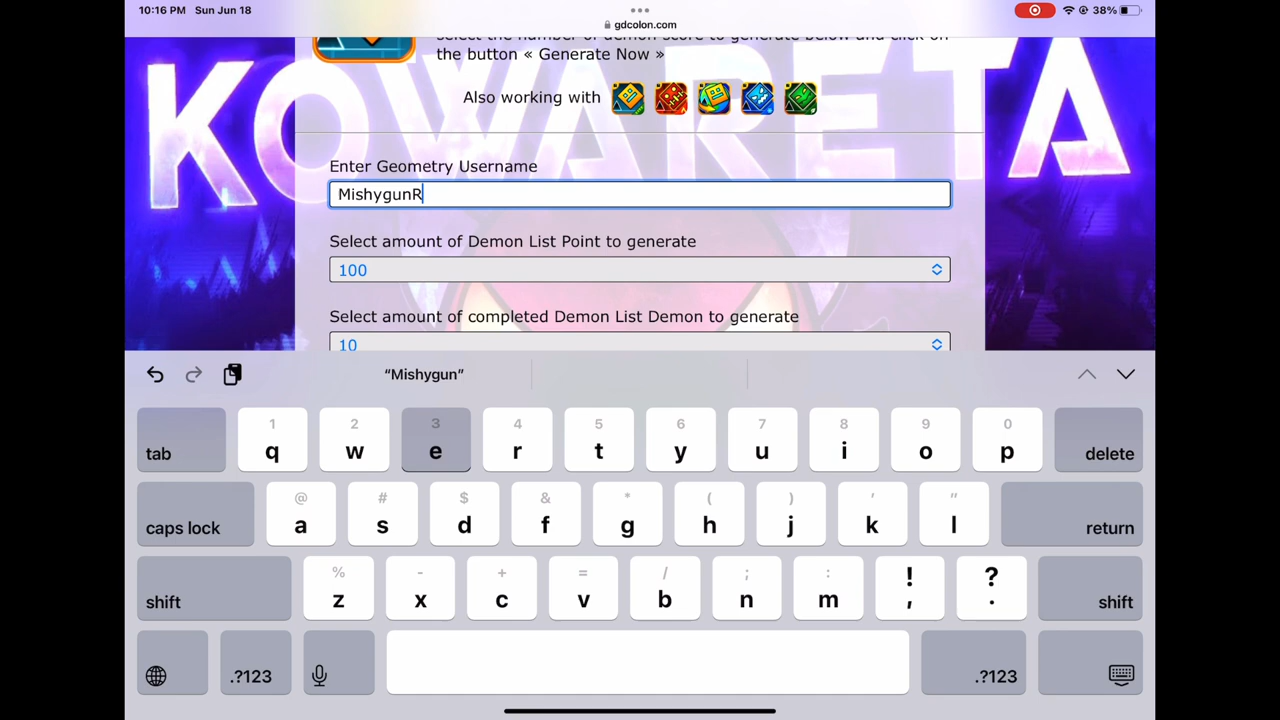 10:16 PM Sun Jun 18
38%
gdcolon.com
select the number of demon score to generate below and click on
the button « Generate Now »
Also working with
KOWARETA
Enter Geometry Username
MishygunR
Select amount of Demon List Point to generate
100
Select amount of completed Demon List Demon to generate
10
“Mishygun”
1 2 3 4 5 6 7 8 9 0
tab q w e r t y u i o p delete
@ # $ & * ( ) ' "
caps lock a s d f g h j k l return
% - + = / ; : ! ?
shift z x c v b n m , . shift
.?123 .?123